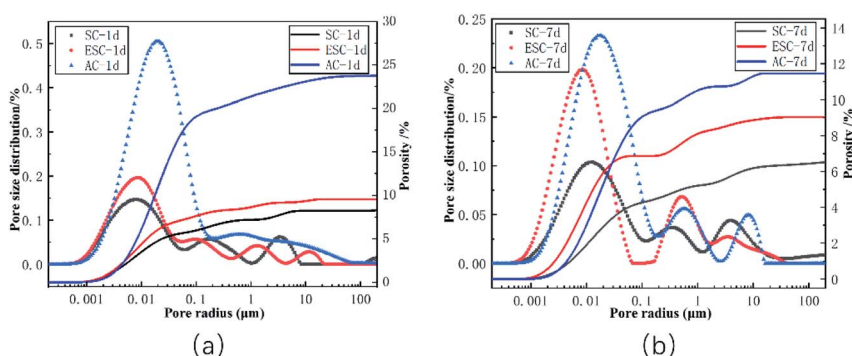 SC-1d
ESC-1d
AC-1d
SC-1d
ESC-1d
AC-1d
Pore size distribution/%
0.5
0.4
0.3
0.2
0.1
0.0
Porosity /%
30
25
20
15
10
5
0
0.001 0.01 0.1 1 10 100
Pore radius (μm)
(a)
SC-7d
ESC-7d
AC-7d
SC-7d
ESC-7d
AC-7d
Pore size distribution/%
0.25
0.20
0.15
0.10
0.05
0.00
Porosity /%
14
12
10
8
6
4
2
0
0.001 0.01 0.1 1 10 100
Pore radius (μm)
(b)